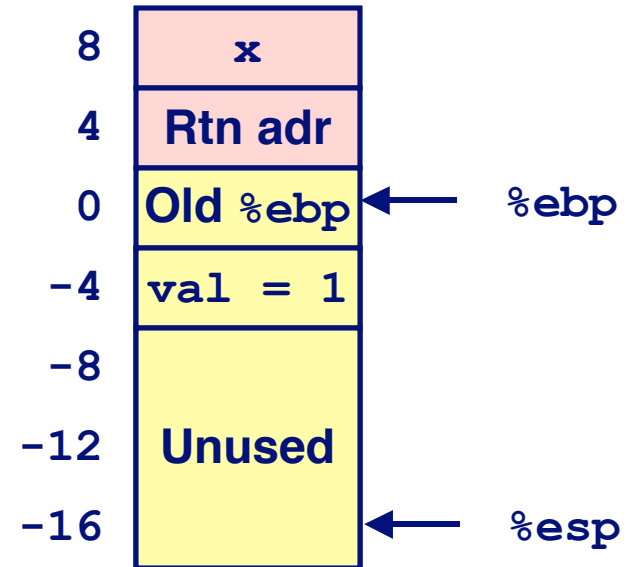 8 x
4 Rtn adr
0 Old %ebp %ebp
-4 val = 1
-8
-12 Unused
-16 %esp